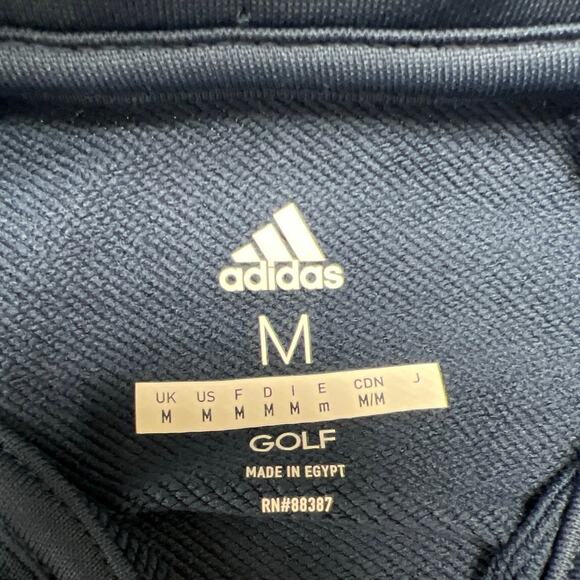 adidas
M
UK US F D I E CDN J
M M M M M m M/M
GOLF
MADE IN EGYPT
RN#88387